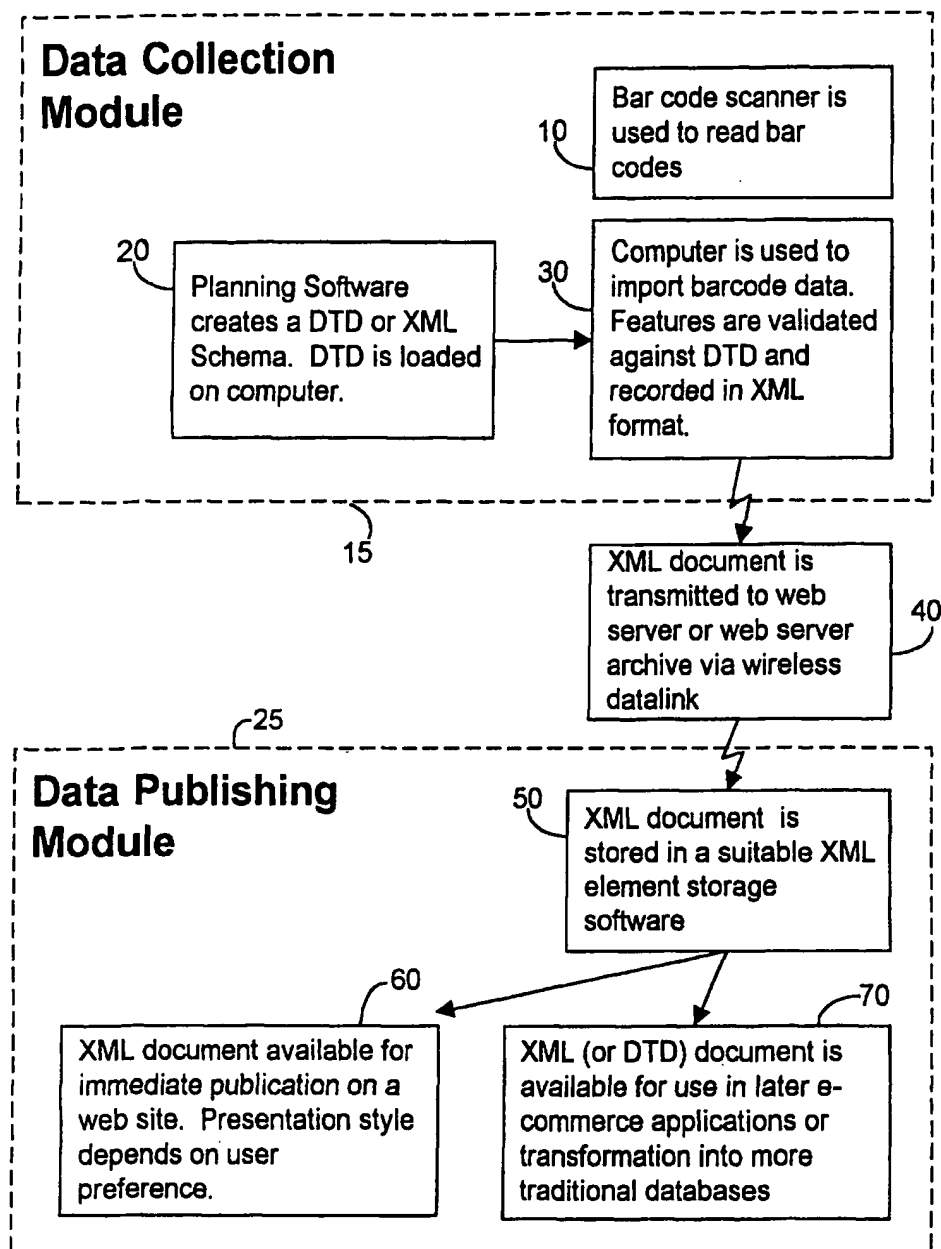 Data Collection
Module
Bar code scanner is
used to read bar
codes
10
20
Planning Software
creates a DTD or XML
Schema. DTD is loaded
on computer.
30
Computer is used to
import barcode data.
Features are validated
against DTD and
recorded in XML
format.
15
XML document is
transmitted to web
server or web server
archive via wireless
datalink
40
25
Data Publishing
Module
50
XML document is
stored in a suitable XML
element storage
software
60
XML document available for
immediate publication on a
web site. Presentation style
depends on user
preference.
70
XML (or DTD) document is
available for use in later e-
commerce applications or
transformation into more
traditional databases